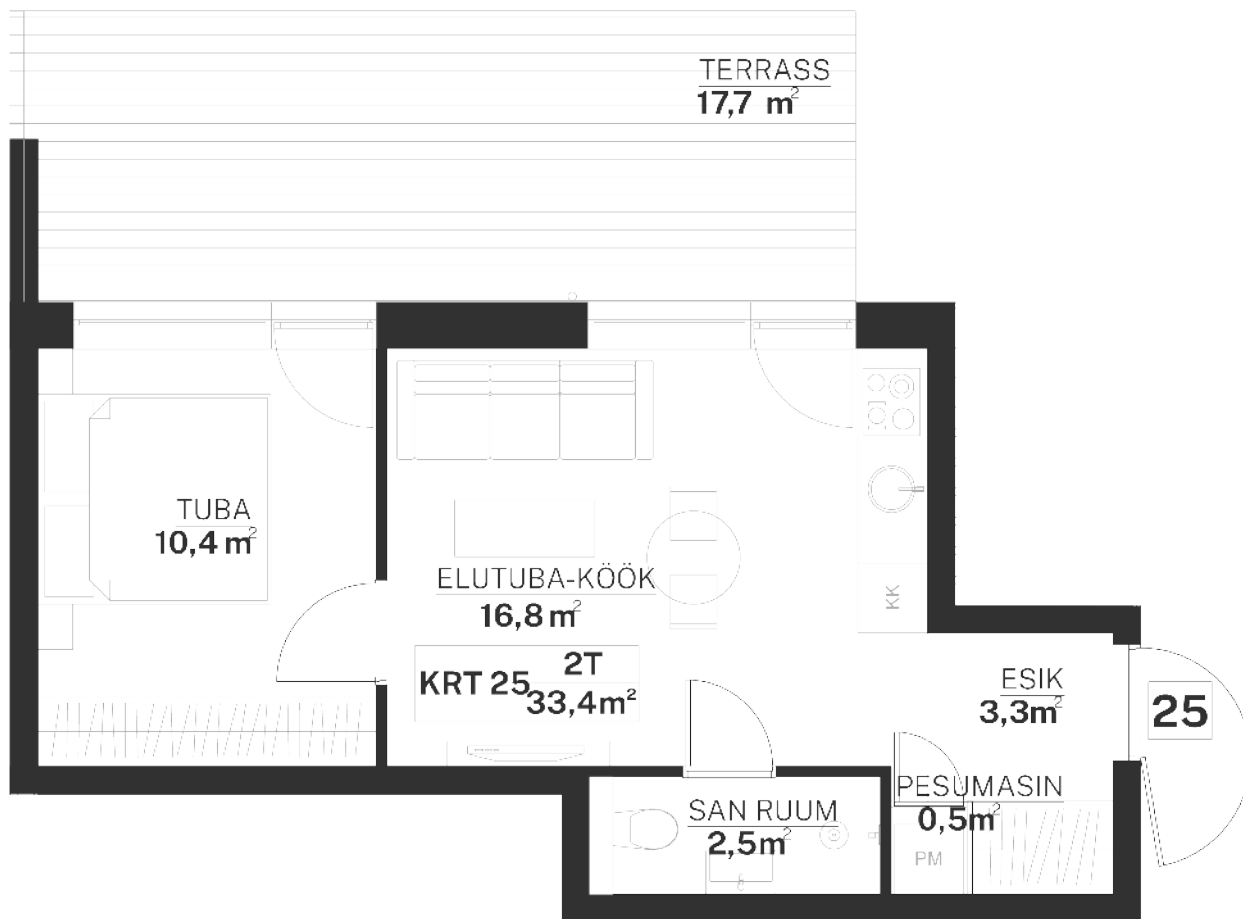 TERRASS
17,7 m²
TUBA
10,4 m²
ELUTUBA-KÖÖK
16,8 m²
KK
KRT 25
2T
33,4m²
ESIK
3,3m²
25
PESUMASIN
0,5m²
SAN RUUM
2,5m²
PM